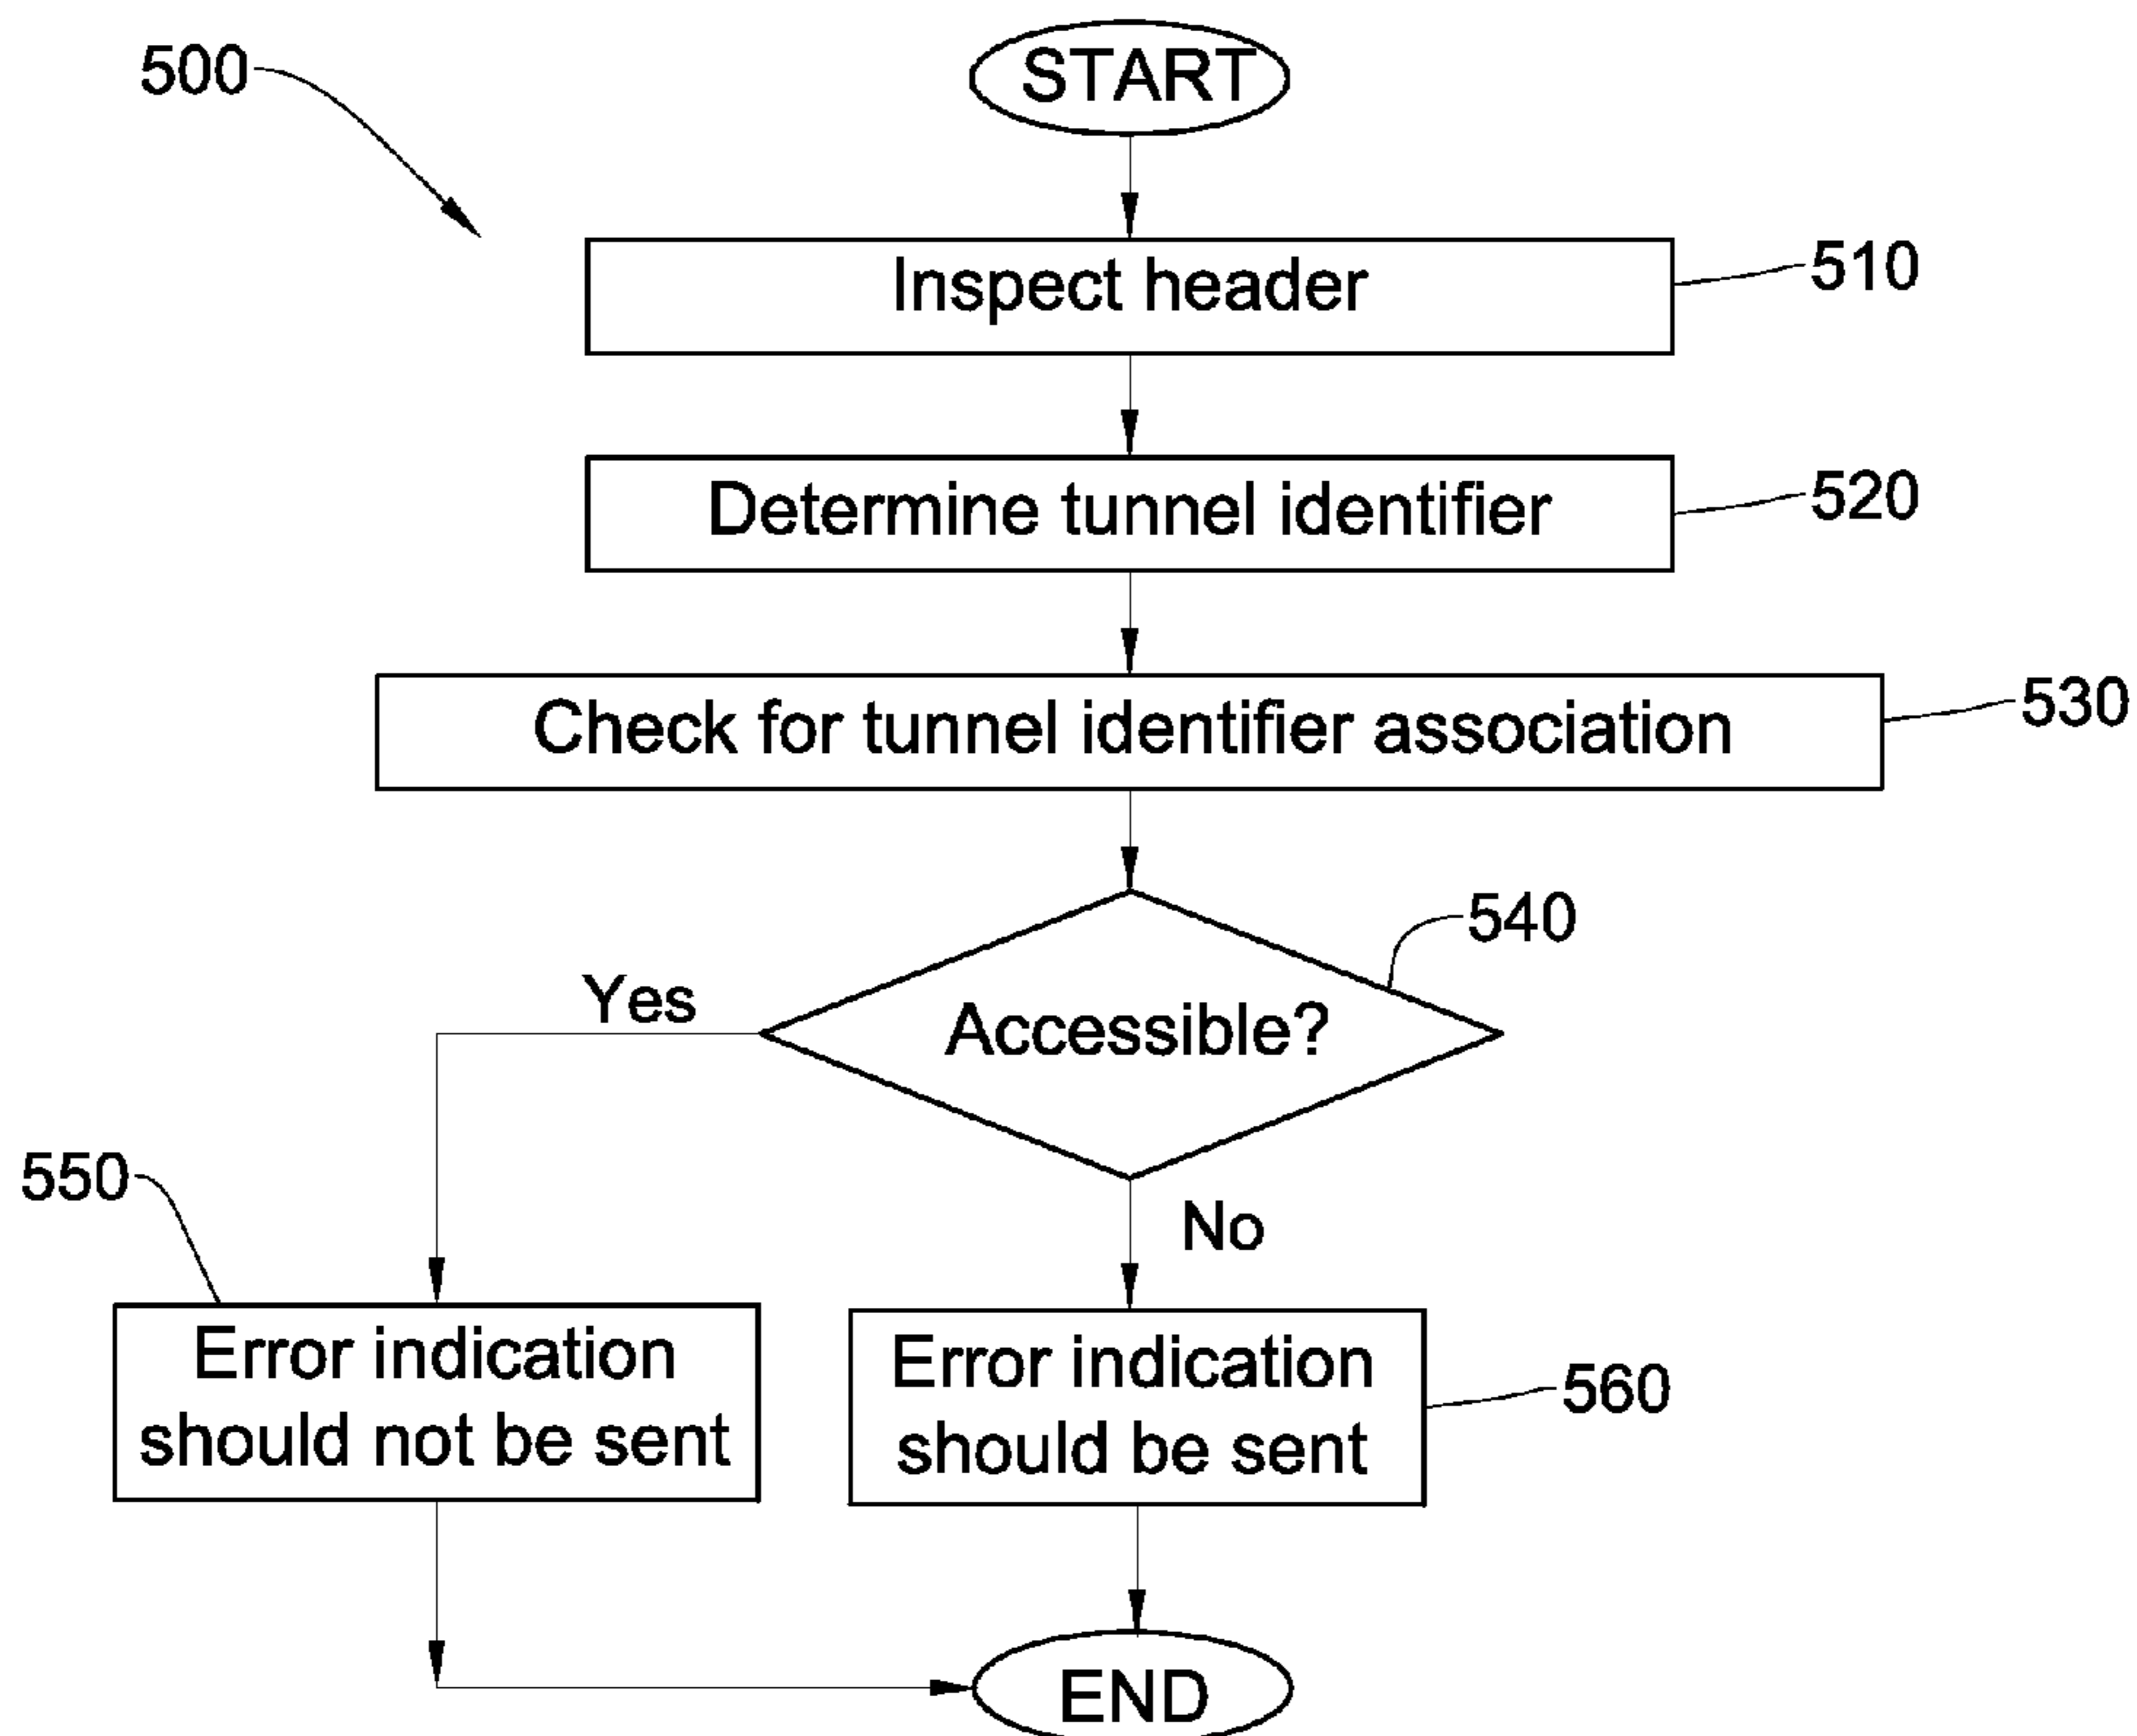 START
500
Inspect header
510
Determine tunnel identifier
520
Check for tunnel identifier association
530
540
Accessible?
Yes
No
550
Error indication
should not be sent
Error indication
should be sent
560
END